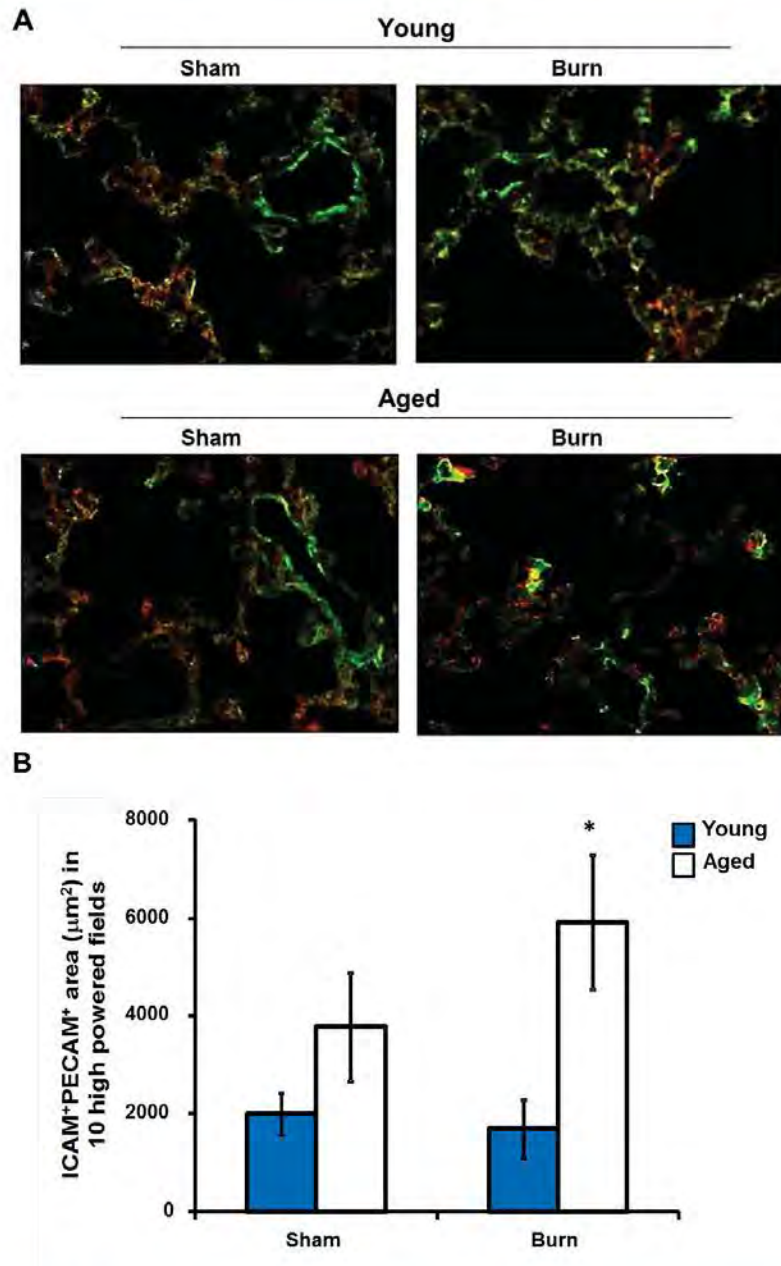 A
Young
Sham Burn
Aged
Sham Burn
B
ICAM⁺PECAM⁺ area (μm²) in
10 high powered fields
8000
6000
4000
2000
0
*
Young
Aged
Sham Burn